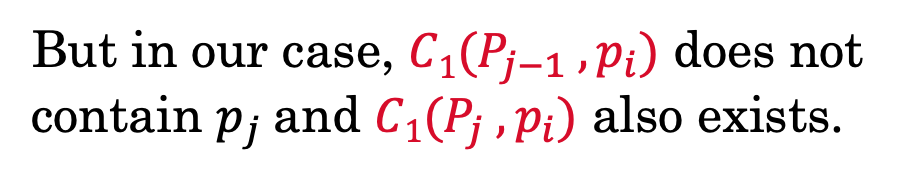 But in our case, C₁(Pⱼ₋₁, pᵢ) does not
contain pⱼ and C₁(Pⱼ, pᵢ) also exists.